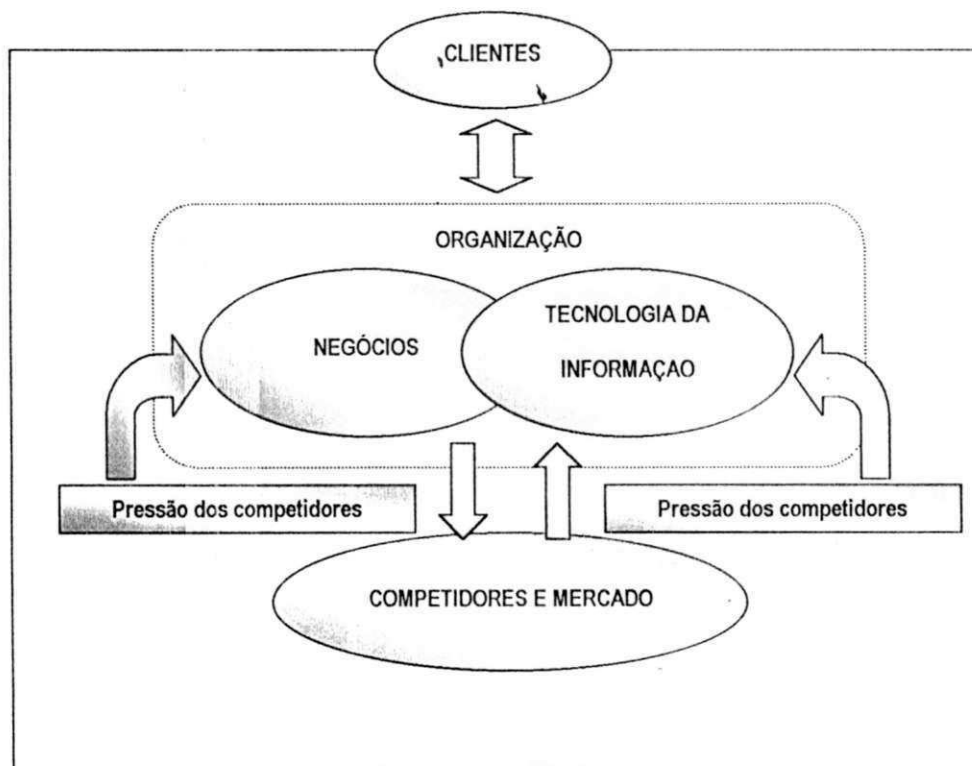 CLIENTES
ORGANIZAÇÃO
NEGÓCIOS
TECNOLOGIA DA
INFORMAÇAO
Pressão dos competidores
Pressão dos competidores
COMPETIDORES E MERCADO